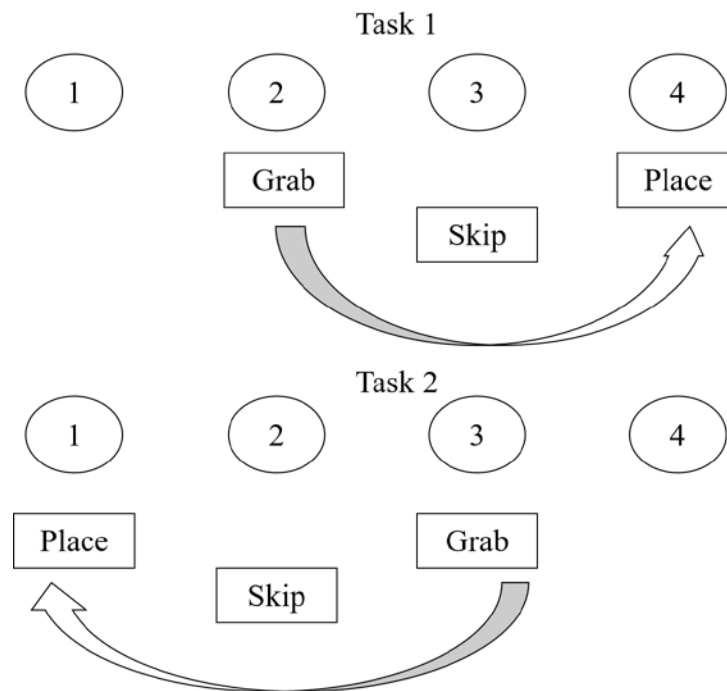 Task 1
1 2 3 4
Grab Place
Skip
Task 2
1 2 3 4
Place Grab
Skip